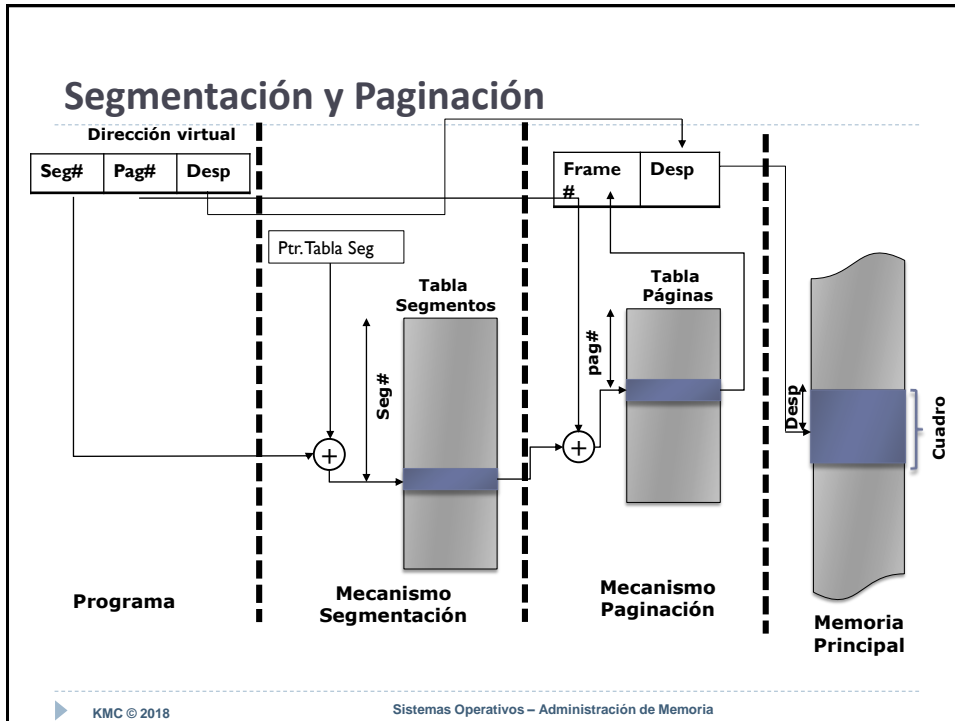 Segmentación y Paginación
Dirección virtual
Seg# Pag# Desp
Frame # Desp
Ptr. Tabla Seg
Tabla
Segmentos
Tabla
Páginas
Seg#
pag#
Desp
Cuadro
+
+
Programa
Mecanismo
Segmentación
Mecanismo
Paginación
Memoria
Principal
KMC © 2018
Sistemas Operativos – Administración de Memoria